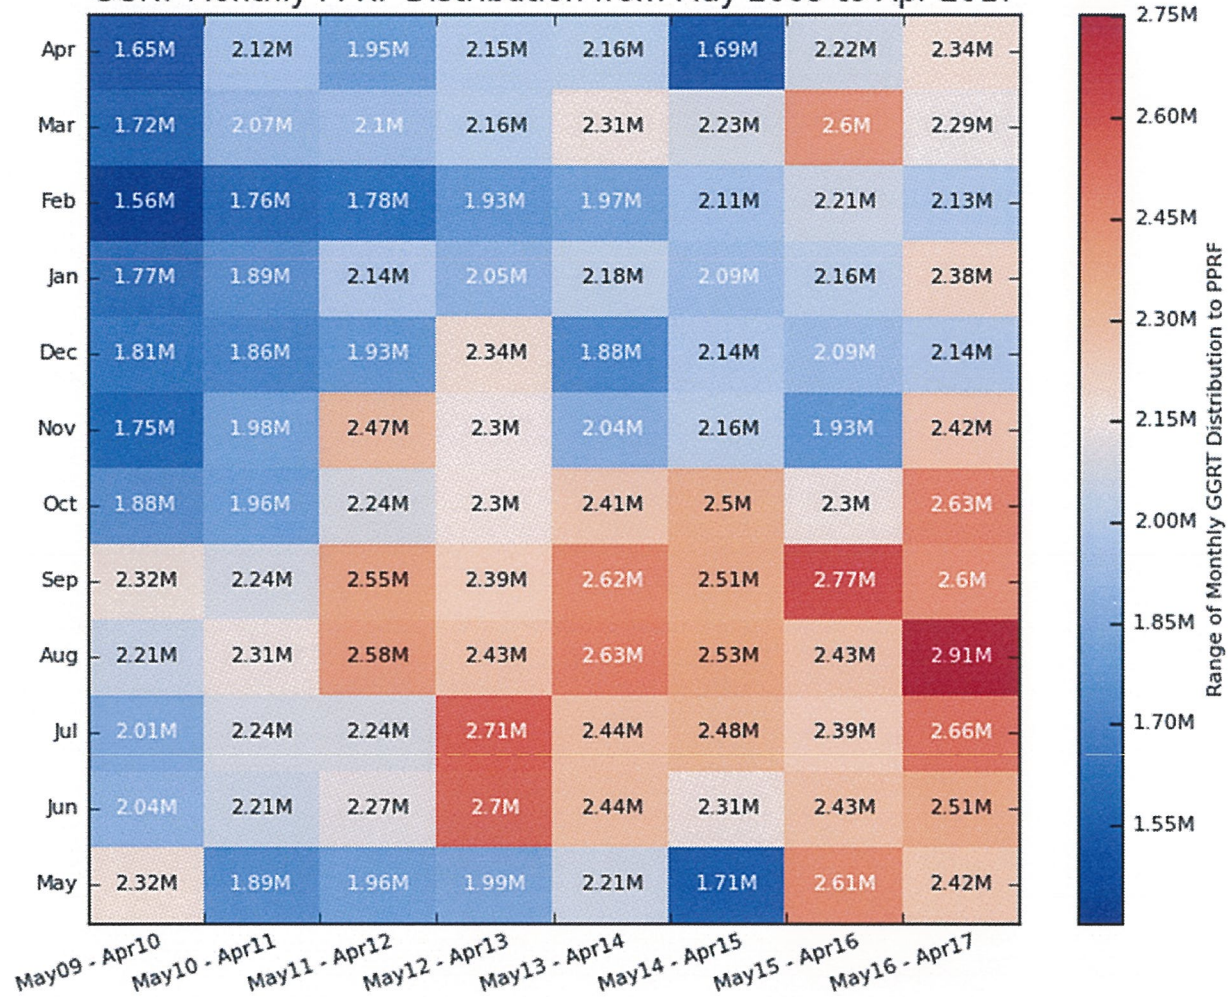 Apr 1.65M 2.12M 1.95M 2.15M 2.16M 1.69M 2.22M 2.34M
Mar 1.72M 2.07M 2.1M 2.16M 2.31M 2.23M 2.6M 2.29M
Feb 1.56M 1.76M 1.78M 1.93M 1.97M 2.11M 2.21M 2.13M
Jan 1.77M 1.89M 2.14M 2.05M 2.18M 2.09M 2.16M 2.38M
Dec 1.81M 1.86M 1.93M 2.34M 1.88M 2.14M 2.09M 2.14M
Nov 1.75M 1.98M 2.47M 2.3M 2.04M 2.16M 1.93M 2.42M
Oct 1.88M 1.96M 2.24M 2.3M 2.41M 2.5M 2.3M 2.63M
Sep 2.32M 2.24M 2.55M 2.39M 2.62M 2.51M 2.77M 2.6M
Aug 2.21M 2.31M 2.58M 2.43M 2.63M 2.53M 2.43M 2.91M
Jul 2.01M 2.24M 2.24M 2.71M 2.44M 2.48M 2.39M 2.66M
Jun 2.04M 2.21M 2.27M 2.7M 2.44M 2.31M 2.43M 2.51M
May 2.32M 1.89M 1.96M 1.99M 2.21M 1.71M 2.61M 2.42M
May09 - Apr10 May10 - Apr11 May11 - Apr12 May12 - Apr13 May13 - Apr14 May14 - Apr15 May15 - Apr16 May16 - Apr17
2.75M
2.60M
2.45M
2.30M
2.15M
2.00M
1.85M
1.70M
1.55M
Range of Monthly GGRT Distribution to PPRF